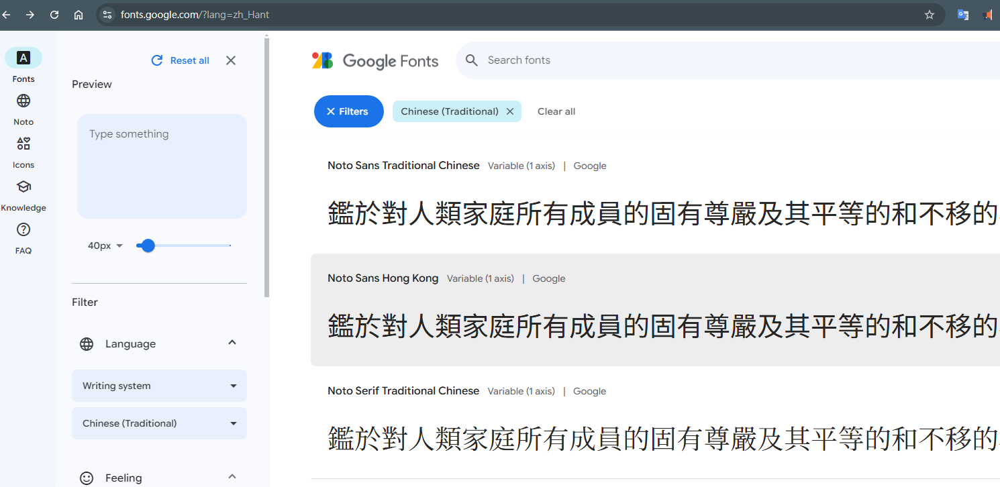 fonts.google.com/?lang=zh_Hant
A
Fonts
Noto
Icons
Knowledge
FAQ
Reset all
Preview
Type something
40px
Filter
Language
Writing system
Chinese (Traditional)
Feeling
Google Fonts
Search fonts
Filters
Chinese (Traditional)
Clear all
Noto Sans Traditional Chinese Variable (1 axis) | Google
鑑於對人類家庭所有成員的固有尊嚴及其平等的和不移的
Noto Sans Hong Kong Variable (1 axis) | Google
鑑於對人類家庭所有成員的固有尊嚴及其平等的和不移的
Noto Serif Traditional Chinese Variable (1 axis) | Google
鑑於對人類家庭所有成員的固有尊嚴及其平等的和不移的